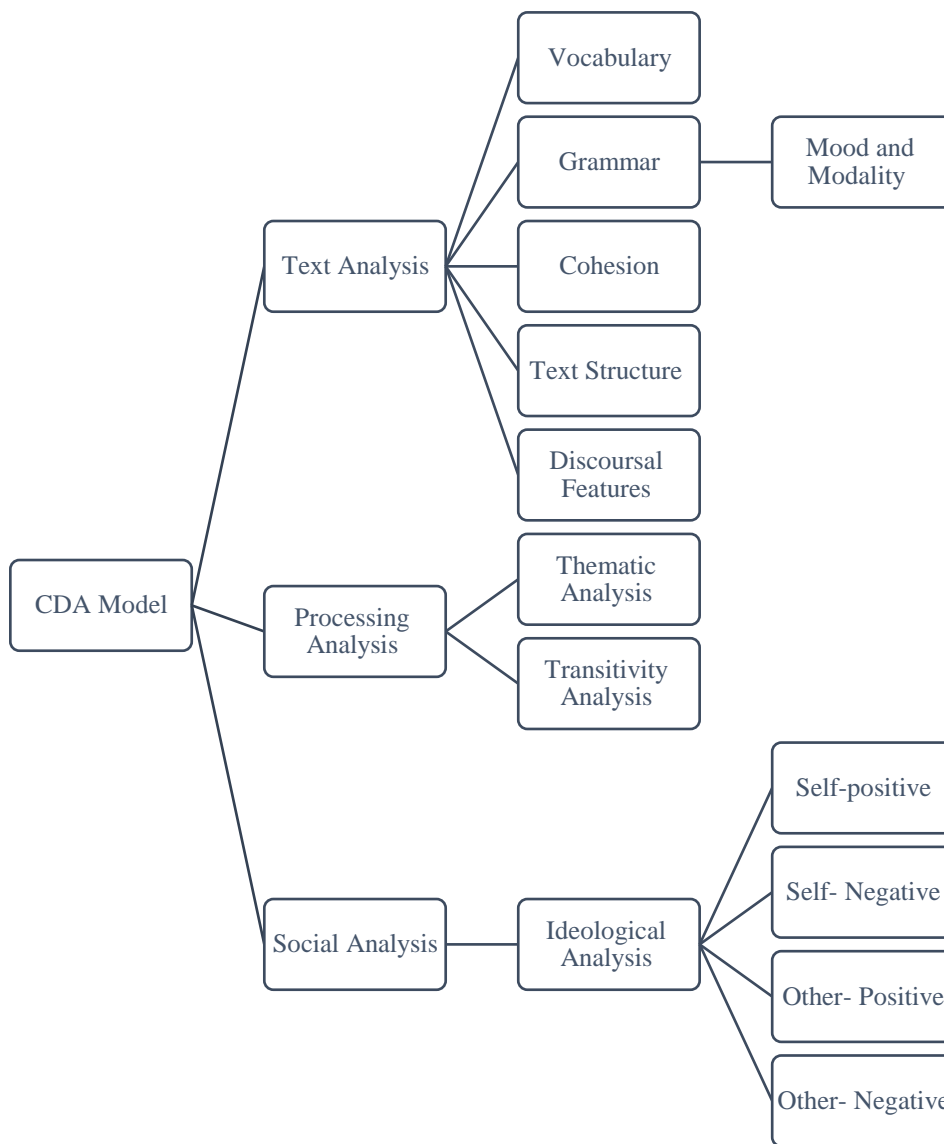 Vocabulary
Grammar
Mood and
Modality
Text Analysis
Cohesion
Text Structure
Discoursal
Features
CDA Model
Processing
Analysis
Thematic
Analysis
Transitivity
Analysis
Social Analysis
Ideological
Analysis
Self-positive
Self- Negative
Other- Positive
Other- Negative